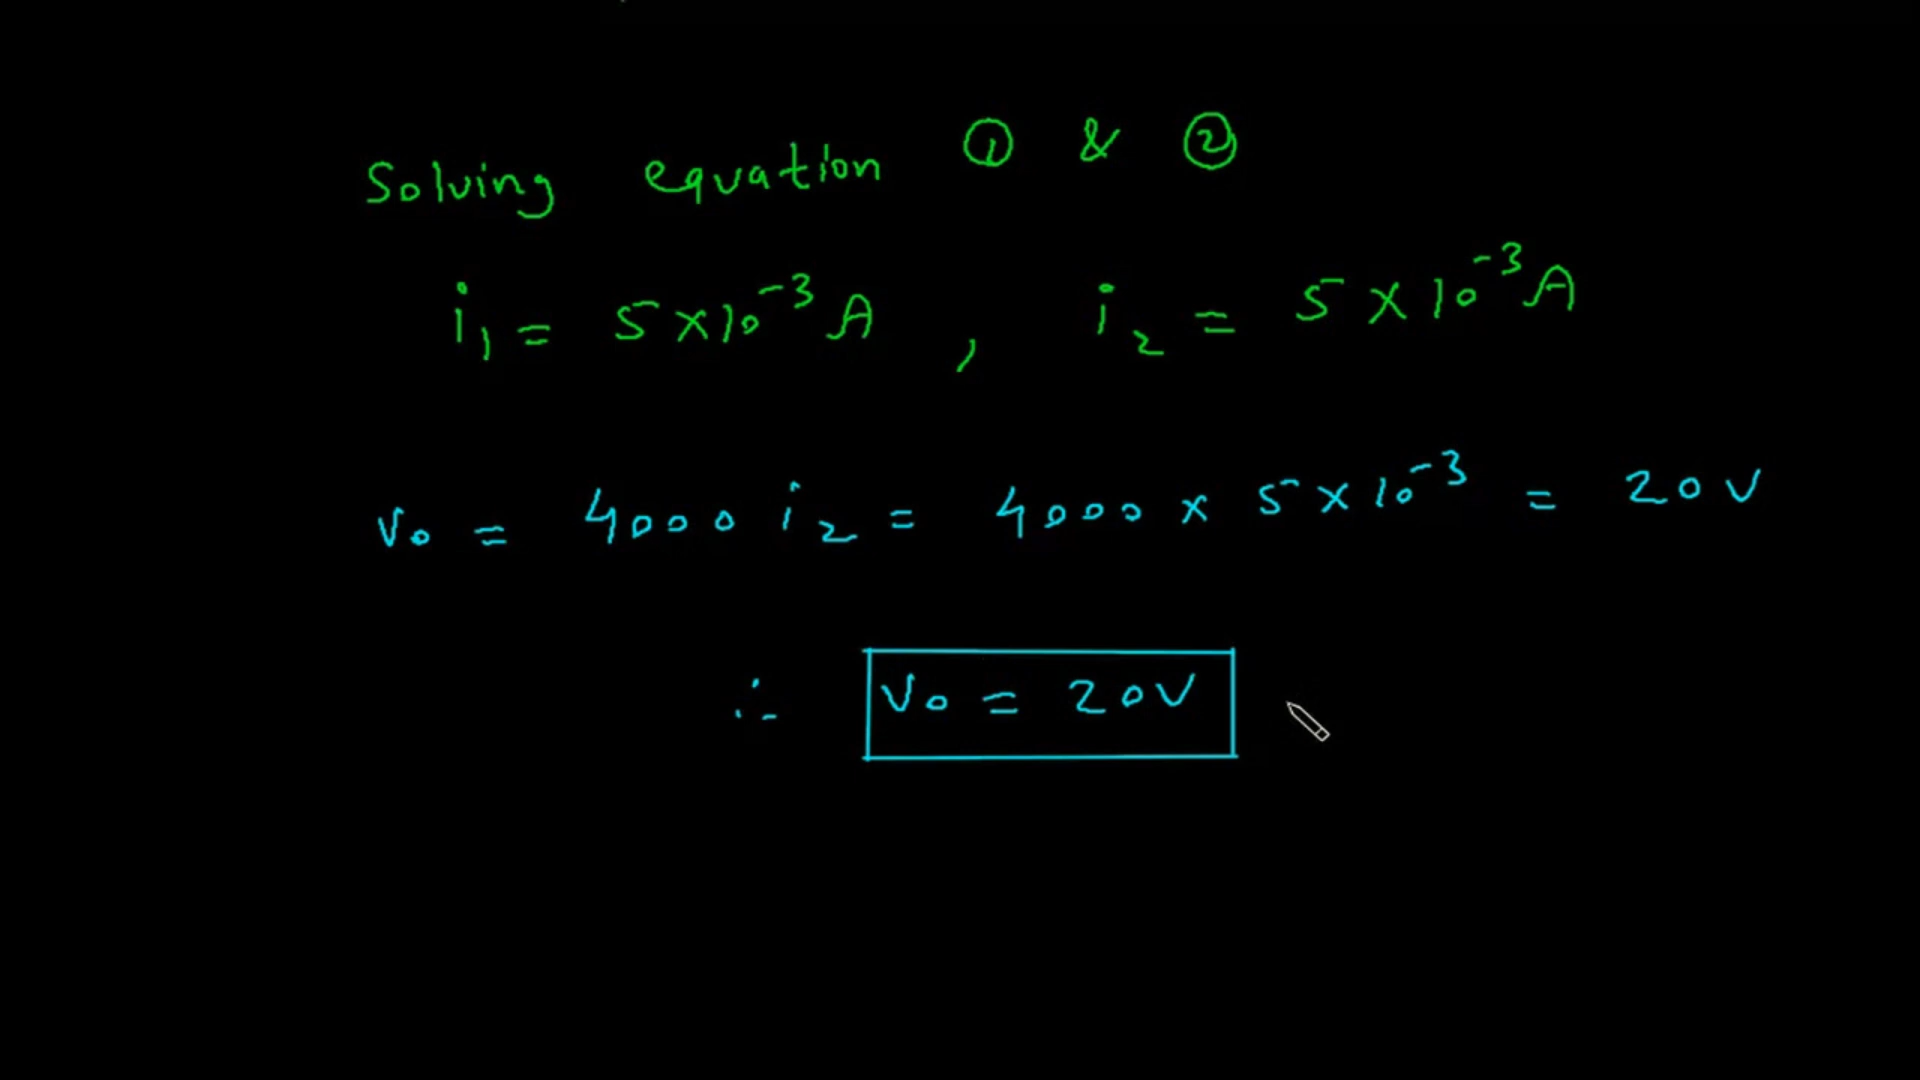 Solving equation ① & ②
i₁ = 5×10⁻³ A , i₂ = 5×10⁻³ A
V₀ = 4000 i₂ = 4000 × 5×10⁻³ = 20V
∴ V₀ = 20V